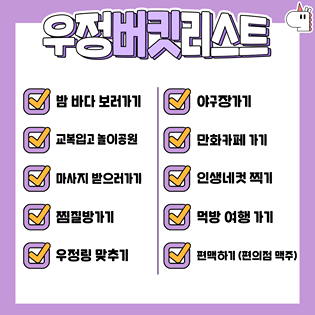 우정버킷리스트
밤 바다 보러가기
교복입고 놀이공원
마사지 받으러가기
찜질방가기
우정링 맞추기
야구장가기
만화카페 가기
인생네컷 찍기
먹방 여행 가기
편맥하기 (편의점 맥주)